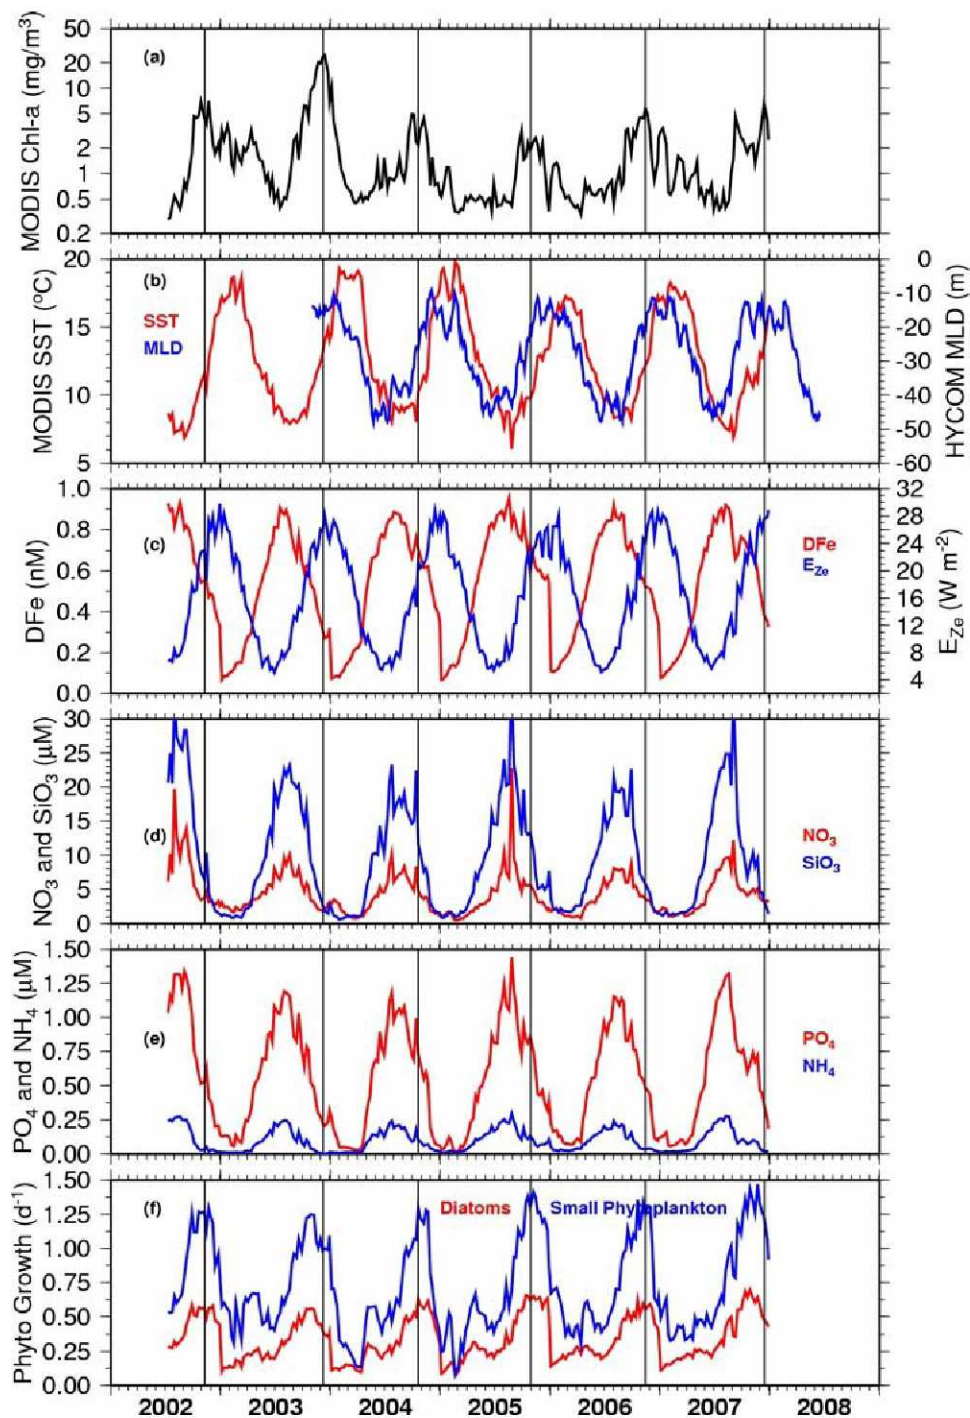 MODIS Chl-a (mg/m³)
50
20
10
5
2
1
0.5
0.2
(a)
MODIS SST (ºC)
20
15
10
5
(b)
SST
MLD
0
-10
-20
-30
-40
-50
-60
HYCOM MLD (m)
DFe (nM)
1.0
0.8
0.6
0.4
0.2
0.0
(c)
DFe
E_Ze
32
28
24
20
16
12
8
4
E_Ze (W m⁻²)
NO₃ and SiO₃ (µM)
30
25
20
15
10
5
0
(d)
NO₃
SiO₃
PO₄ and NH₄ (µM)
1.50
1.25
1.00
0.75
0.50
0.25
0.00
(e)
PO₄
NH₄
Phyto Growth (d⁻¹)
1.50
1.25
1.00
0.75
0.50
0.25
0.00
(f)
Diatoms
Small Phytoplankton
2002 2003 2004 2005 2006 2007 2008